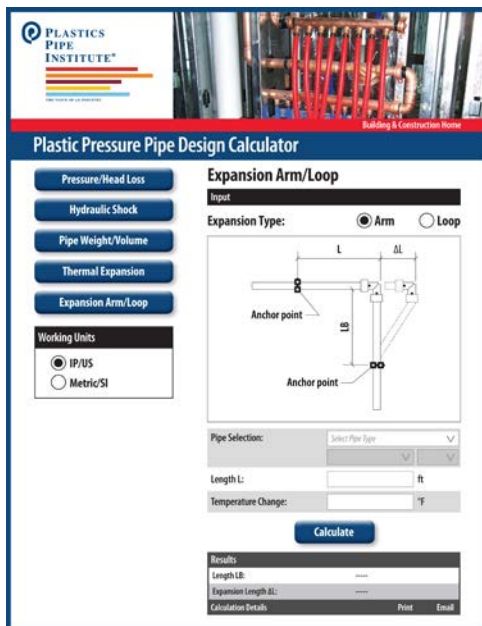 PLASTICS
PIPE
INSTITUTE®
Building & Construction Home
Plastic Pressure Pipe Design Calculator
Pressure/Head Loss
Hydraulic Shock
Pipe Weight/Volume
Thermal Expansion
Expansion Arm/Loop
Working Units
IP/US
Metric/SI
Expansion Arm/Loop
Input
Expansion Type: Arm Loop
L ΔL
Anchor point
LB
Anchor point
Pipe Selection: Select Pipe Type
Length L: ft
Temperature Change: °F
Calculate
Results
Length LB: ----
Expansion Length ΔL: ----
Calculation Details Print Email